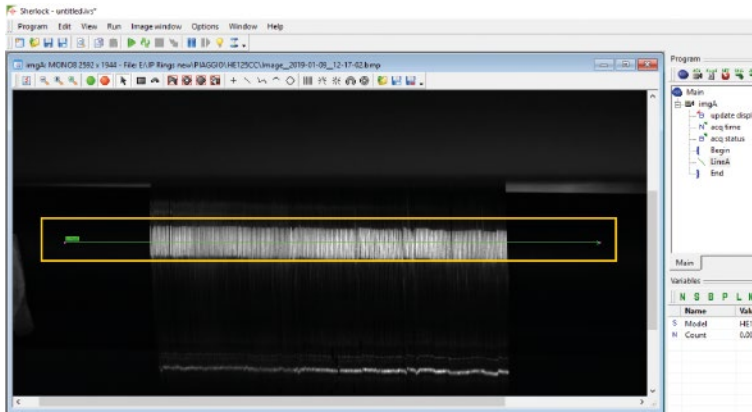 Sherlock - untitled.ivs*
Program Edit View Run Image window Options Window Help
imgA: MONO8 2592 x 1944 - File: E:\IP Rings new\PIAGGIO\HE125CC\Image_2019-01-09_12-17-02.bmp
Program
Main
imgA
update displ
N acq time
B acq status
Begin
LineA
End
Main
Variables
N S B P L
Name Val
S Model HE1
N Count 0.00